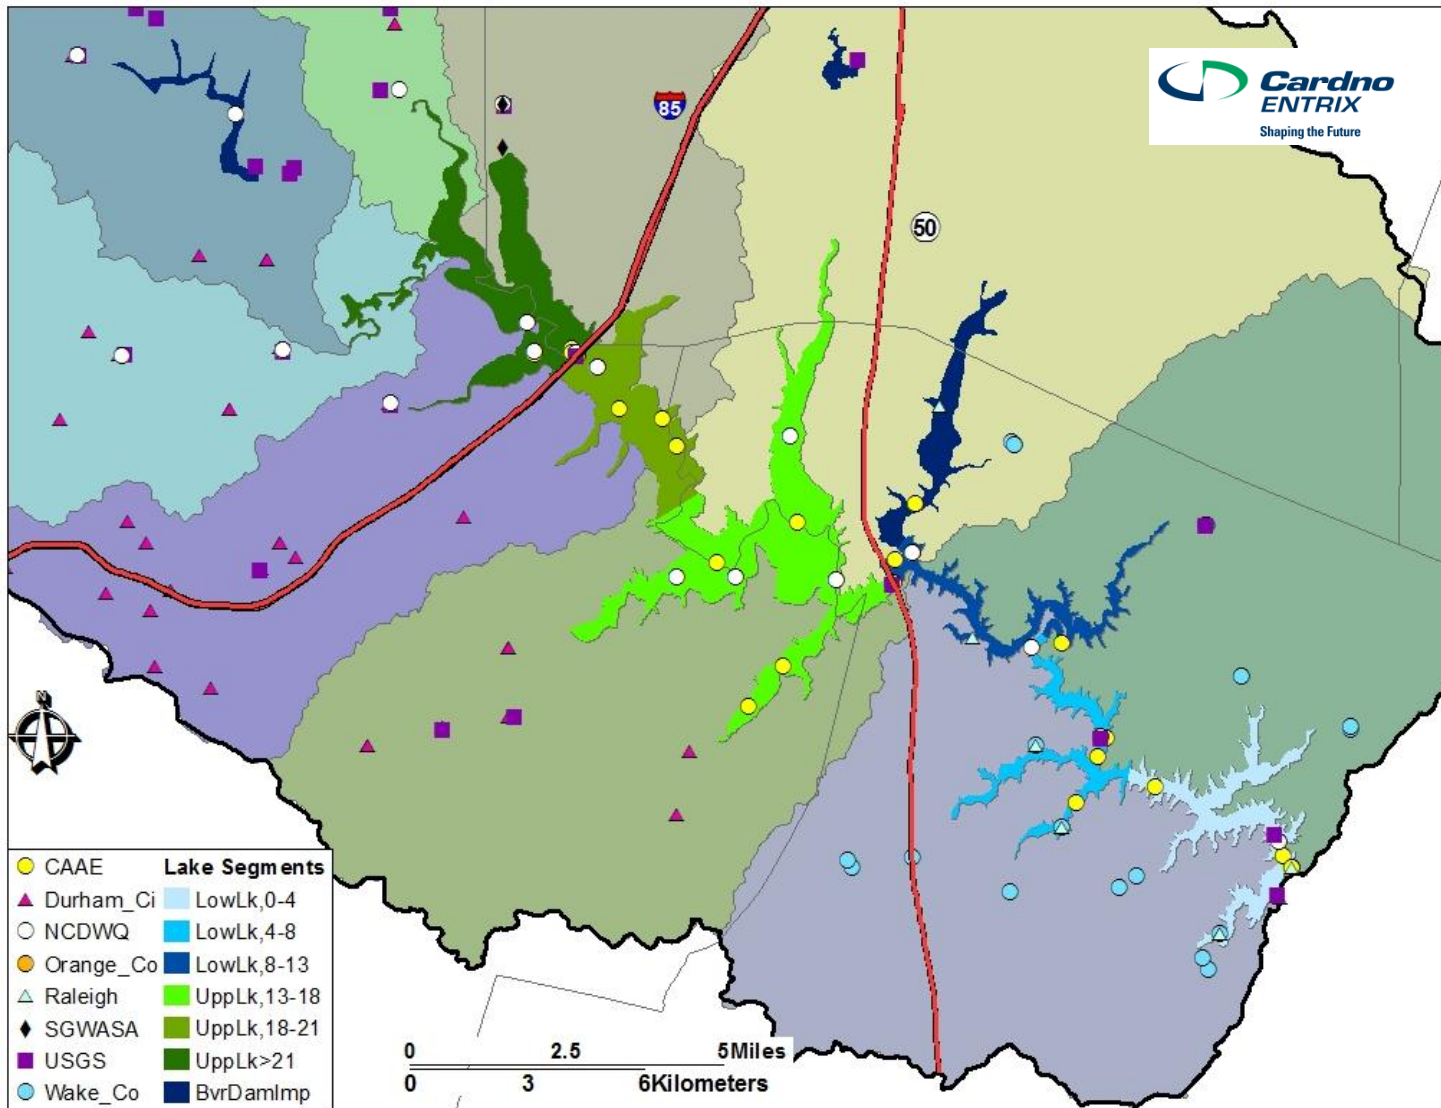 Cardno
ENTRIX
Shaping the Future
85
50
N
CAAE
Durham_Ci
NCDWQ
Orange_Co
Raleigh
SGWASA
USGS
Wake_Co
Lake Segments
LowLk,0-4
LowLk,4-8
LowLk,8-13
UppLk,13-18
UppLk,18-21
UppLk>21
BvrDamImp
0 2.5 5Miles
0 3 6Kilometers